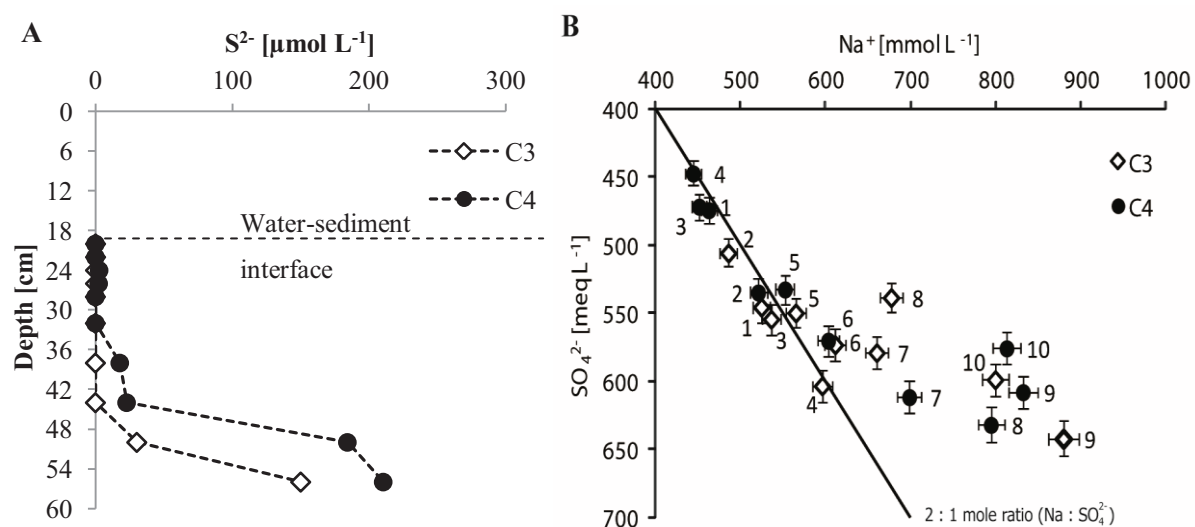 A
S²⁻ [µmol L⁻¹]
0 100 200 300
0
6
12
18
24
30
36
42
48
54
60
Depth [cm]
C3
C4
Water-sediment
interface
B
Na⁺ [mmol L⁻¹]
400 500 600 700 800 900 1000
400
450
500
550
600
650
700
SO₄²⁻ [meq L⁻¹]
C3
C4
4
1
3
2
5
2
5
8
1
3
6
6
7
10
10
4
7
9
8
9
2 : 1 mole ratio (Na : SO₄²⁻)